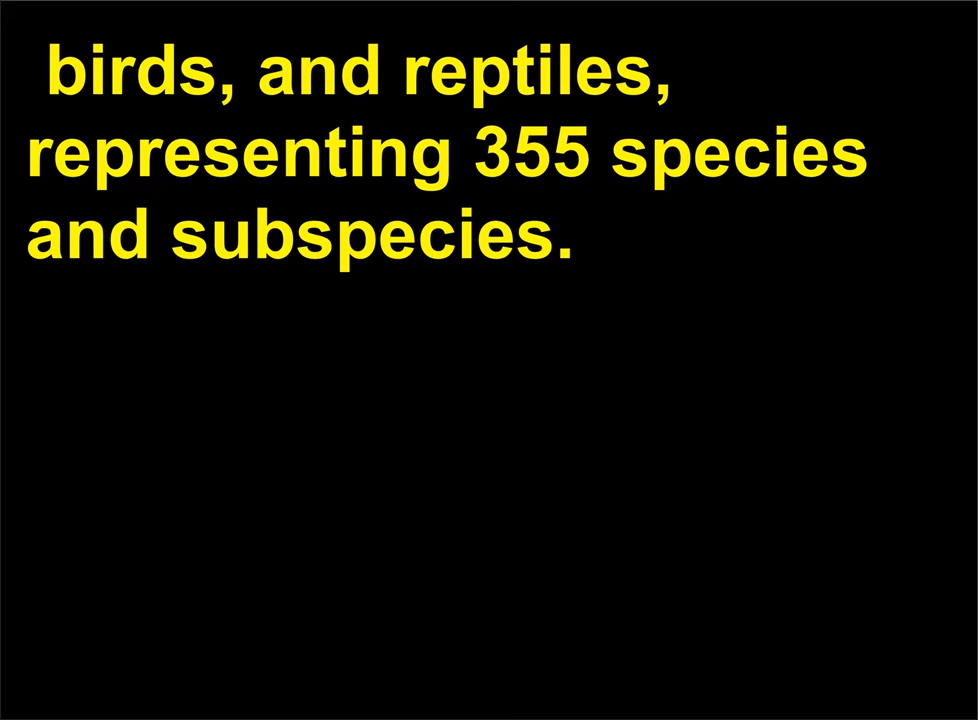 birds, and reptiles,
representing 355 species
and subspecies.